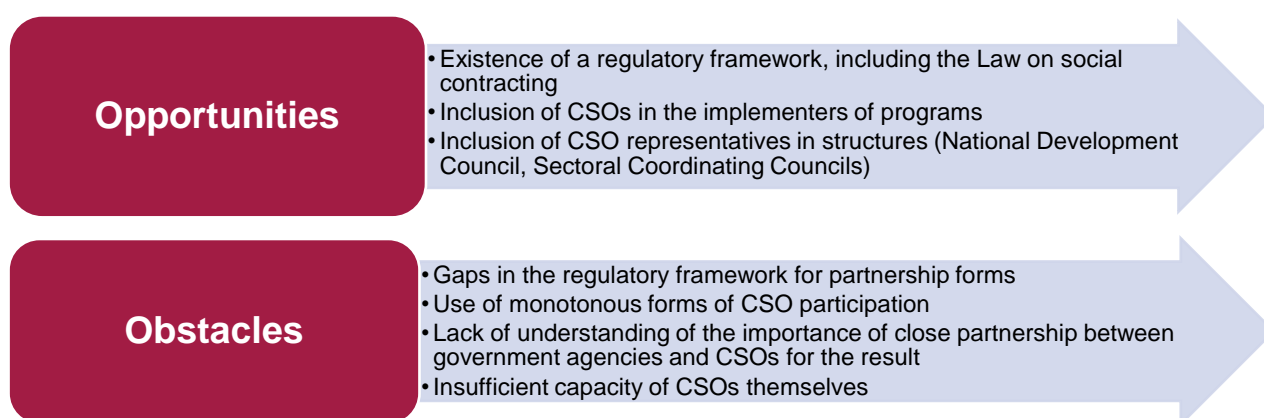 Opportunities
• Existence of a regulatory framework, including the Law on social
contracting
• Inclusion of CSOs in the implementers of programs
• Inclusion of CSO representatives in structures (National Development
Council, Sectoral Coordinating Councils)
Obstacles
• Gaps in the regulatory framework for partnership forms
• Use of monotonous forms of CSO participation
• Lack of understanding of the importance of close partnership between
government agencies and CSOs for the result
• Insufficient capacity of CSOs themselves